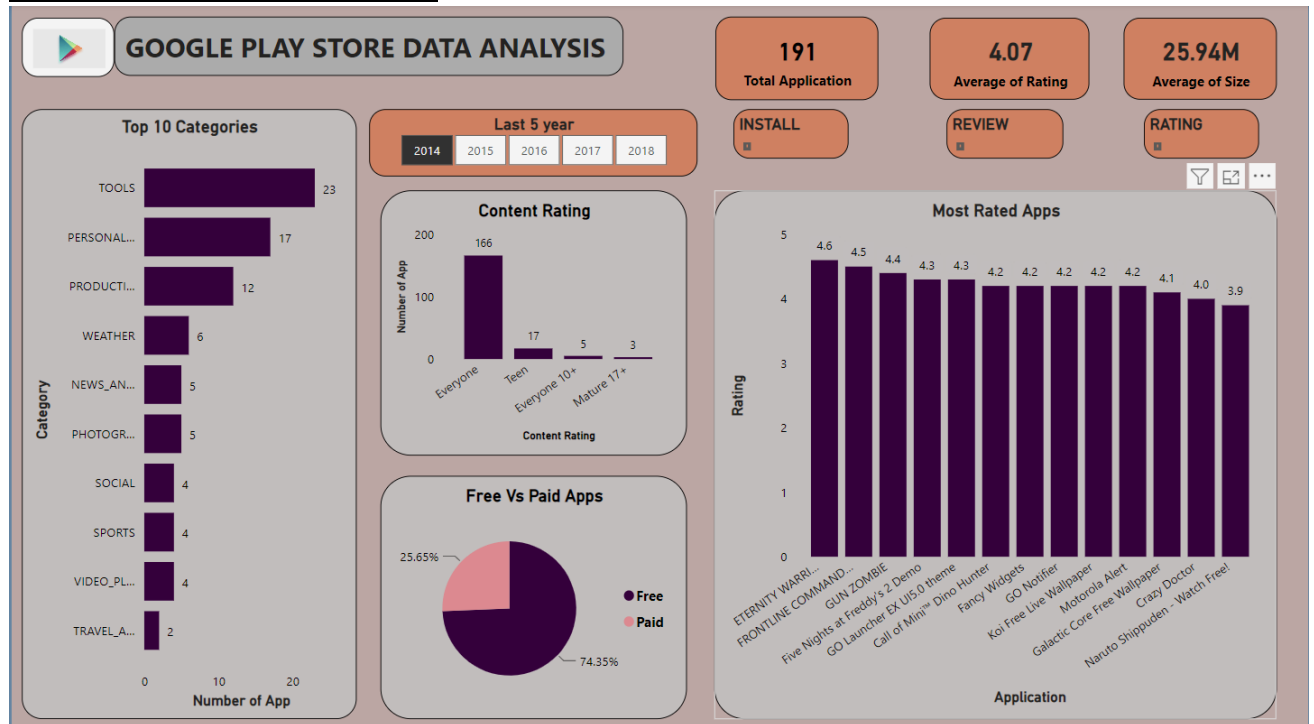 GOOGLE PLAY STORE DATA ANALYSIS
191
Total Application
4.07
Average of Rating
25.94M
Average of Size
INSTALL
REVIEW
RATING
Top 10 Categories
TOOLS 23
PERSONAL... 17
PRODUCTI... 12
WEATHER 6
NEWS_AN... 5
PHOTOGR... 5
SOCIAL 4
SPORTS 4
VIDEO_PL... 4
TRAVEL_A... 2
0 10 20
Number of App
Category
Last 5 year
2014 2015 2016 2017 2018
Content Rating
200
100
0
Number of App
166 17 5 3
Everyone Teen Everyone 10+ Mature 17+
Content Rating
Free Vs Paid Apps
25.65%
74.35%
Free
Paid
Most Rated Apps
5
4
3
2
1
0
Rating
4.6 4.5 4.4 4.3 4.3 4.2 4.2 4.2 4.2 4.2 4.1 4.0 3.9
ETERNITY WARRI...
FRONTLINE COMMAND...
GUN ZOMBIE
Five Nights at Freddy's 2 Demo
GO Launcher EX UI5.0 theme
Call of Mini™ Dino Hunter
Fancy Widgets
GO Notifier
Koi Free Live Wallpaper
Motorola Alert
Galactic Core Free Wallpaper
Crazy Doctor
Naruto Shippuden - Watch Free!
Application